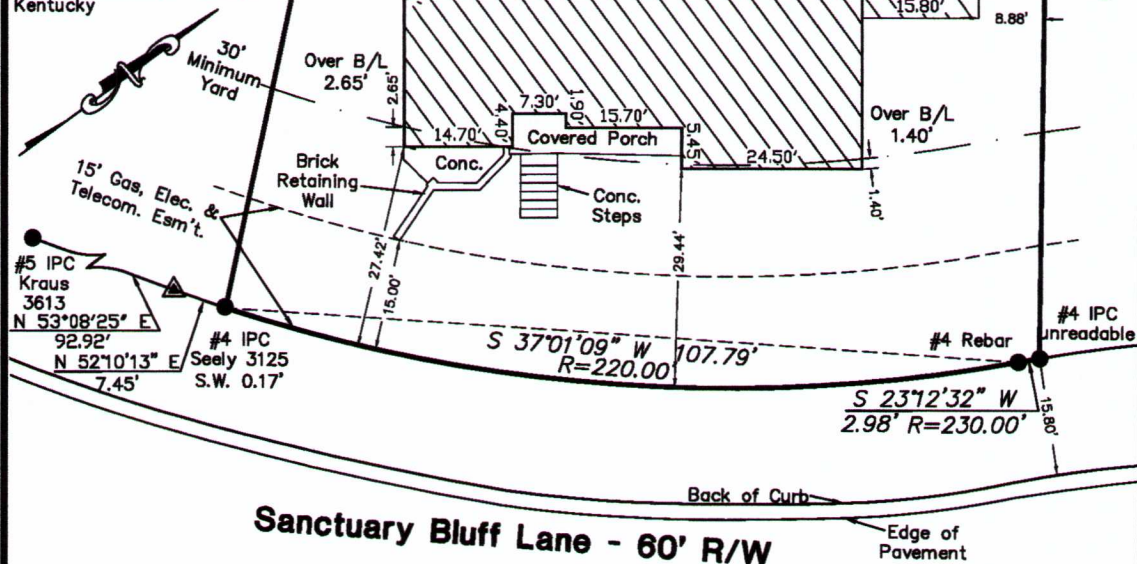 Kentucky
15.80'
8.88'
30'
Minimum
Yard
Over B/L
2.65'
2.65'
7.30'
1.90'
15.70'
4.40'
14.70'
Covered Porch
5.45'
24.50'
Over B/L
1.40'
1.40'
Conc.
Brick
Retaining
Wall
Conc.
Steps
15' Gas, Elec. &
Telecom. Esm't.
27.42'
15.00'
29.44'
#5 IPC
Kraus
3613
N 53°08'25" E
92.92'
N 52°10'13" E
7.45'
#4 IPC
Seely 3125
S.W. 0.17'
S 37°01'09" W 107.79'
R=220.00'
#4 Rebar
#4 IPC
unreadable
S 23°12'32" W
2.98' R=230.00'
15.80'
Back of Curb
Edge of
Pavement
Sanctuary Bluff Lane - 60' R/W